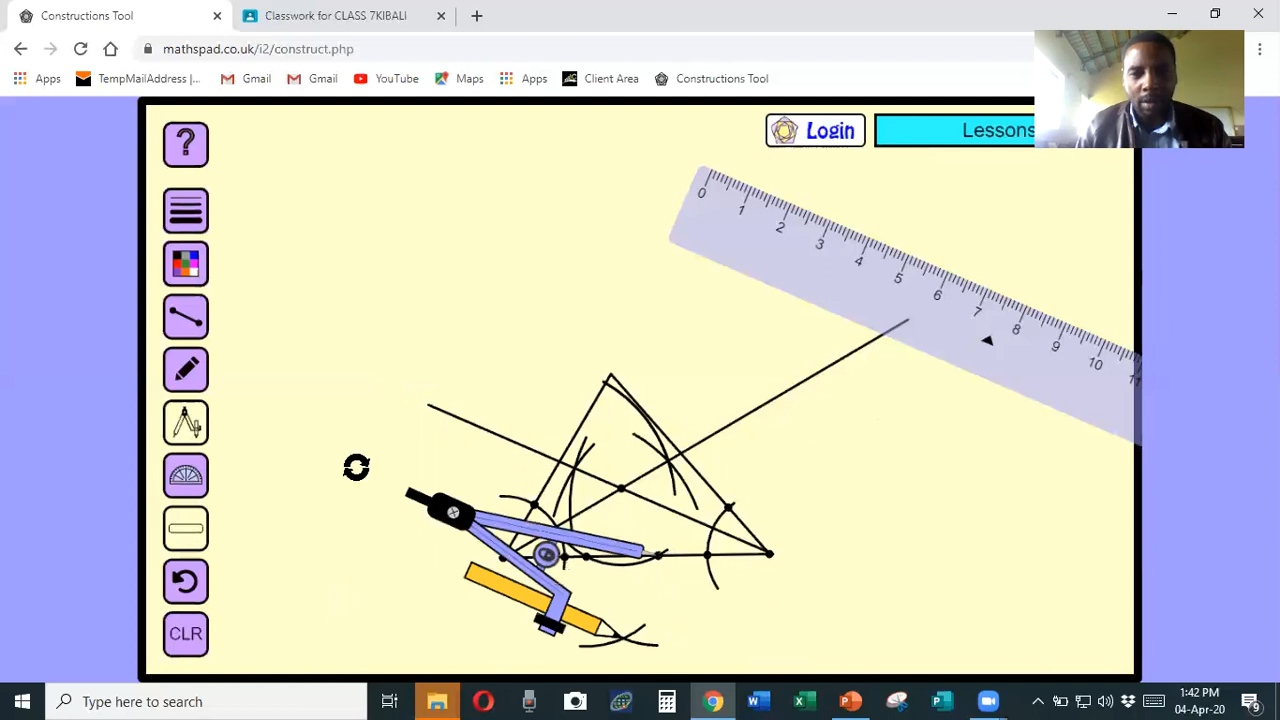 Constructions Tool
Classwork for CLASS 7KIBALI
mathspad.co.uk/i2/construct.php
Apps
TempMailAddress |...
Gmail
Gmail
YouTube
Maps
Apps
Client Area
Constructions Tool
?
Login
Lessons
0 1 2 3 4 5 6 7 8 9 10 11
CLR
Type here to search
1:42 PM
04-Apr-20
9